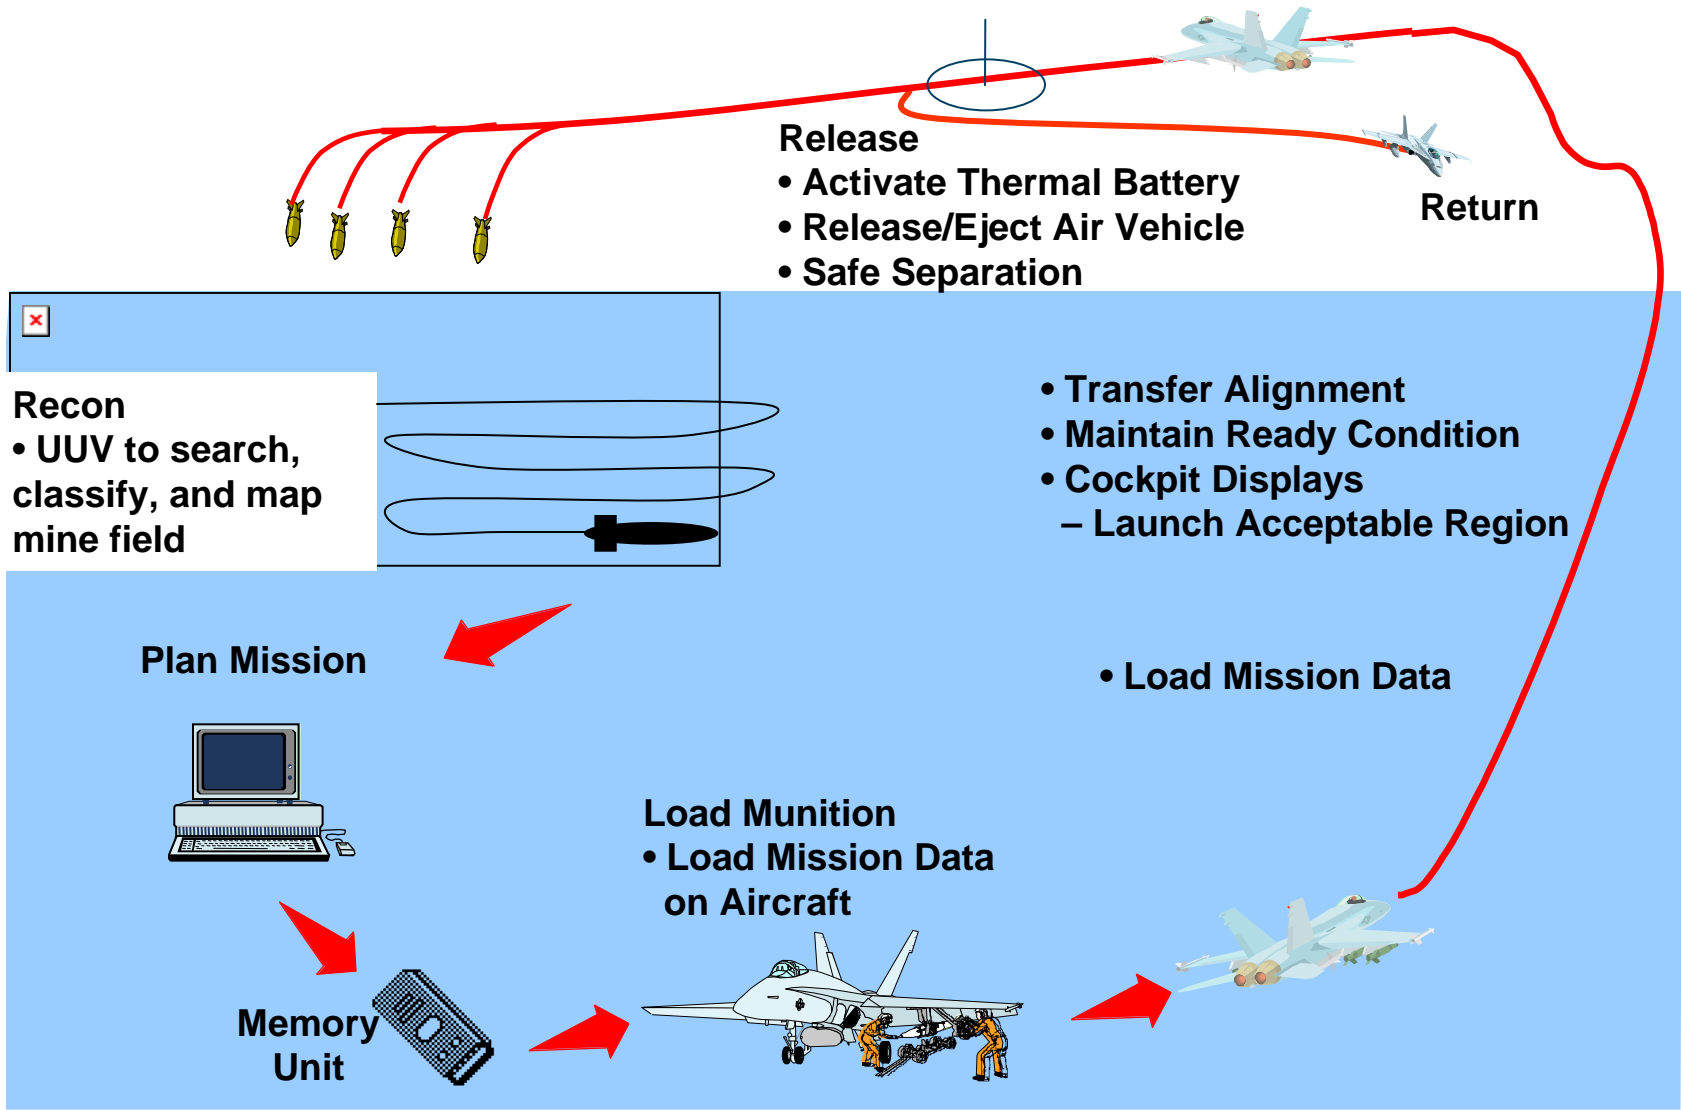 Release
• Activate Thermal Battery
• Release/Eject Air Vehicle
• Safe Separation
Return
Recon
• UUV to search,
classify, and map
mine field
• Transfer Alignment
• Maintain Ready Condition
• Cockpit Displays
– Launch Acceptable Region
Plan Mission
• Load Mission Data
Load Munition
• Load Mission Data
on Aircraft
Memory
Unit